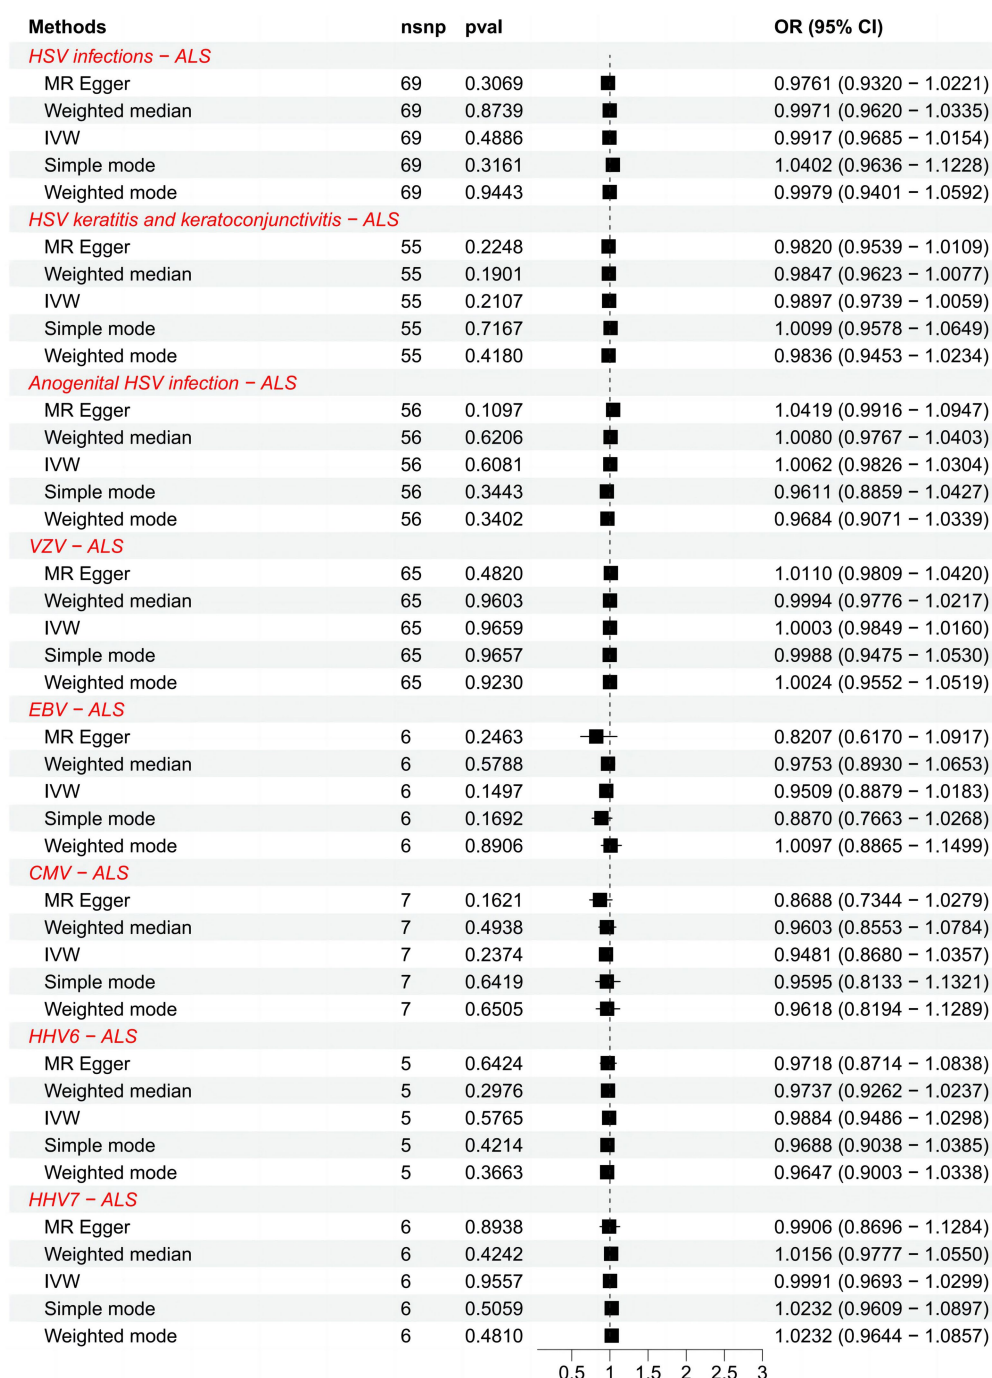 Methods nsnp pval OR (95% CI)
HSV infections − ALS
MR Egger 69 0.3069 0.9761 (0.9320 − 1.0221)
Weighted median 69 0.8739 0.9971 (0.9620 − 1.0335)
IVW 69 0.4886 0.9917 (0.9685 − 1.0154)
Simple mode 69 0.3161 1.0402 (0.9636 − 1.1228)
Weighted mode 69 0.9443 0.9979 (0.9401 − 1.0592)
HSV keratitis and keratoconjunctivitis − ALS
MR Egger 55 0.2248 0.9820 (0.9539 − 1.0109)
Weighted median 55 0.1901 0.9847 (0.9623 − 1.0077)
IVW 55 0.2107 0.9897 (0.9739 − 1.0059)
Simple mode 55 0.7167 1.0099 (0.9578 − 1.0649)
Weighted mode 55 0.4180 0.9836 (0.9453 − 1.0234)
Anogenital HSV infection − ALS
MR Egger 56 0.1097 1.0419 (0.9916 − 1.0947)
Weighted median 56 0.6206 1.0080 (0.9767 − 1.0403)
IVW 56 0.6081 1.0062 (0.9826 − 1.0304)
Simple mode 56 0.3443 0.9611 (0.8859 − 1.0427)
Weighted mode 56 0.3402 0.9684 (0.9071 − 1.0339)
VZV − ALS
MR Egger 65 0.4820 1.0110 (0.9809 − 1.0420)
Weighted median 65 0.9603 0.9994 (0.9776 − 1.0217)
IVW 65 0.9659 1.0003 (0.9849 − 1.0160)
Simple mode 65 0.9657 0.9988 (0.9475 − 1.0530)
Weighted mode 65 0.9230 1.0024 (0.9552 − 1.0519)
EBV − ALS
MR Egger 6 0.2463 0.8207 (0.6170 − 1.0917)
Weighted median 6 0.5788 0.9753 (0.8930 − 1.0653)
IVW 6 0.1497 0.9509 (0.8879 − 1.0183)
Simple mode 6 0.1692 0.8870 (0.7663 − 1.0268)
Weighted mode 6 0.8906 1.0097 (0.8865 − 1.1499)
CMV − ALS
MR Egger 7 0.1621 0.8688 (0.7344 − 1.0279)
Weighted median 7 0.4938 0.9603 (0.8553 − 1.0784)
IVW 7 0.2374 0.9481 (0.8680 − 1.0357)
Simple mode 7 0.6419 0.9595 (0.8133 − 1.1321)
Weighted mode 7 0.6505 0.9618 (0.8194 − 1.1289)
HHV6 − ALS
MR Egger 5 0.6424 0.9718 (0.8714 − 1.0838)
Weighted median 5 0.2976 0.9737 (0.9262 − 1.0237)
IVW 5 0.5765 0.9884 (0.9486 − 1.0298)
Simple mode 5 0.4214 0.9688 (0.9038 − 1.0385)
Weighted mode 5 0.3663 0.9647 (0.9003 − 1.0338)
HHV7 − ALS
MR Egger 6 0.8938 0.9906 (0.8696 − 1.1284)
Weighted median 6 0.4242 1.0156 (0.9777 − 1.0550)
IVW 6 0.9557 0.9991 (0.9693 − 1.0299)
Simple mode 6 0.5059 1.0232 (0.9609 − 1.0897)
Weighted mode 6 0.4810 1.0232 (0.9644 − 1.0857)
0.5 1 1.5 2 2.5 3